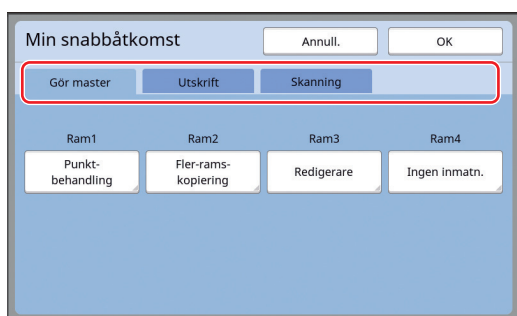 Min snabbåtkomst
Annull.
OK
Gör master
Utskrift
Skanning
Ram1
Ram2
Ram3
Ram4
Punkt-
behandling
Fler-rams-
kopiering
Redigerare
Ingen inmatn.